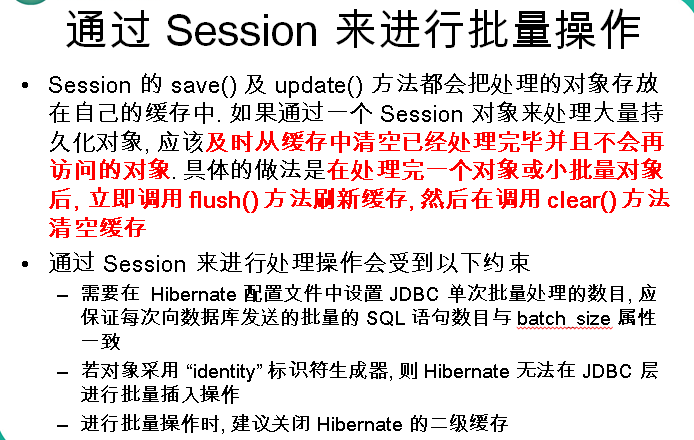 通过 Session 来进行批量操作
• Session 的 save() 及 update() 方法都会把处理的对象存放
在自己的缓存中. 如果通过一个 Session 对象来处理大量持
久化对象, 应该及时从缓存中清空已经处理完毕并且不会再
访问的对象. 具体的做法是在处理完一个对象或小批量对象
后, 立即调用 flush() 方法刷新缓存, 然后在调用 clear() 方法
清空缓存
• 通过 Session 来进行处理操作会受到以下约束
– 需要在 Hibernate 配置文件中设置 JDBC 单次批量处理的数目, 应
保证每次向数据库发送的批量的 SQL 语句数目与 batch_size 属性
一致
– 若对象采用 “identity” 标识符生成器, 则 Hibernate 无法在 JDBC 层
进行批量插入操作
– 进行批量操作时, 建议关闭 Hibernate 的二级缓存